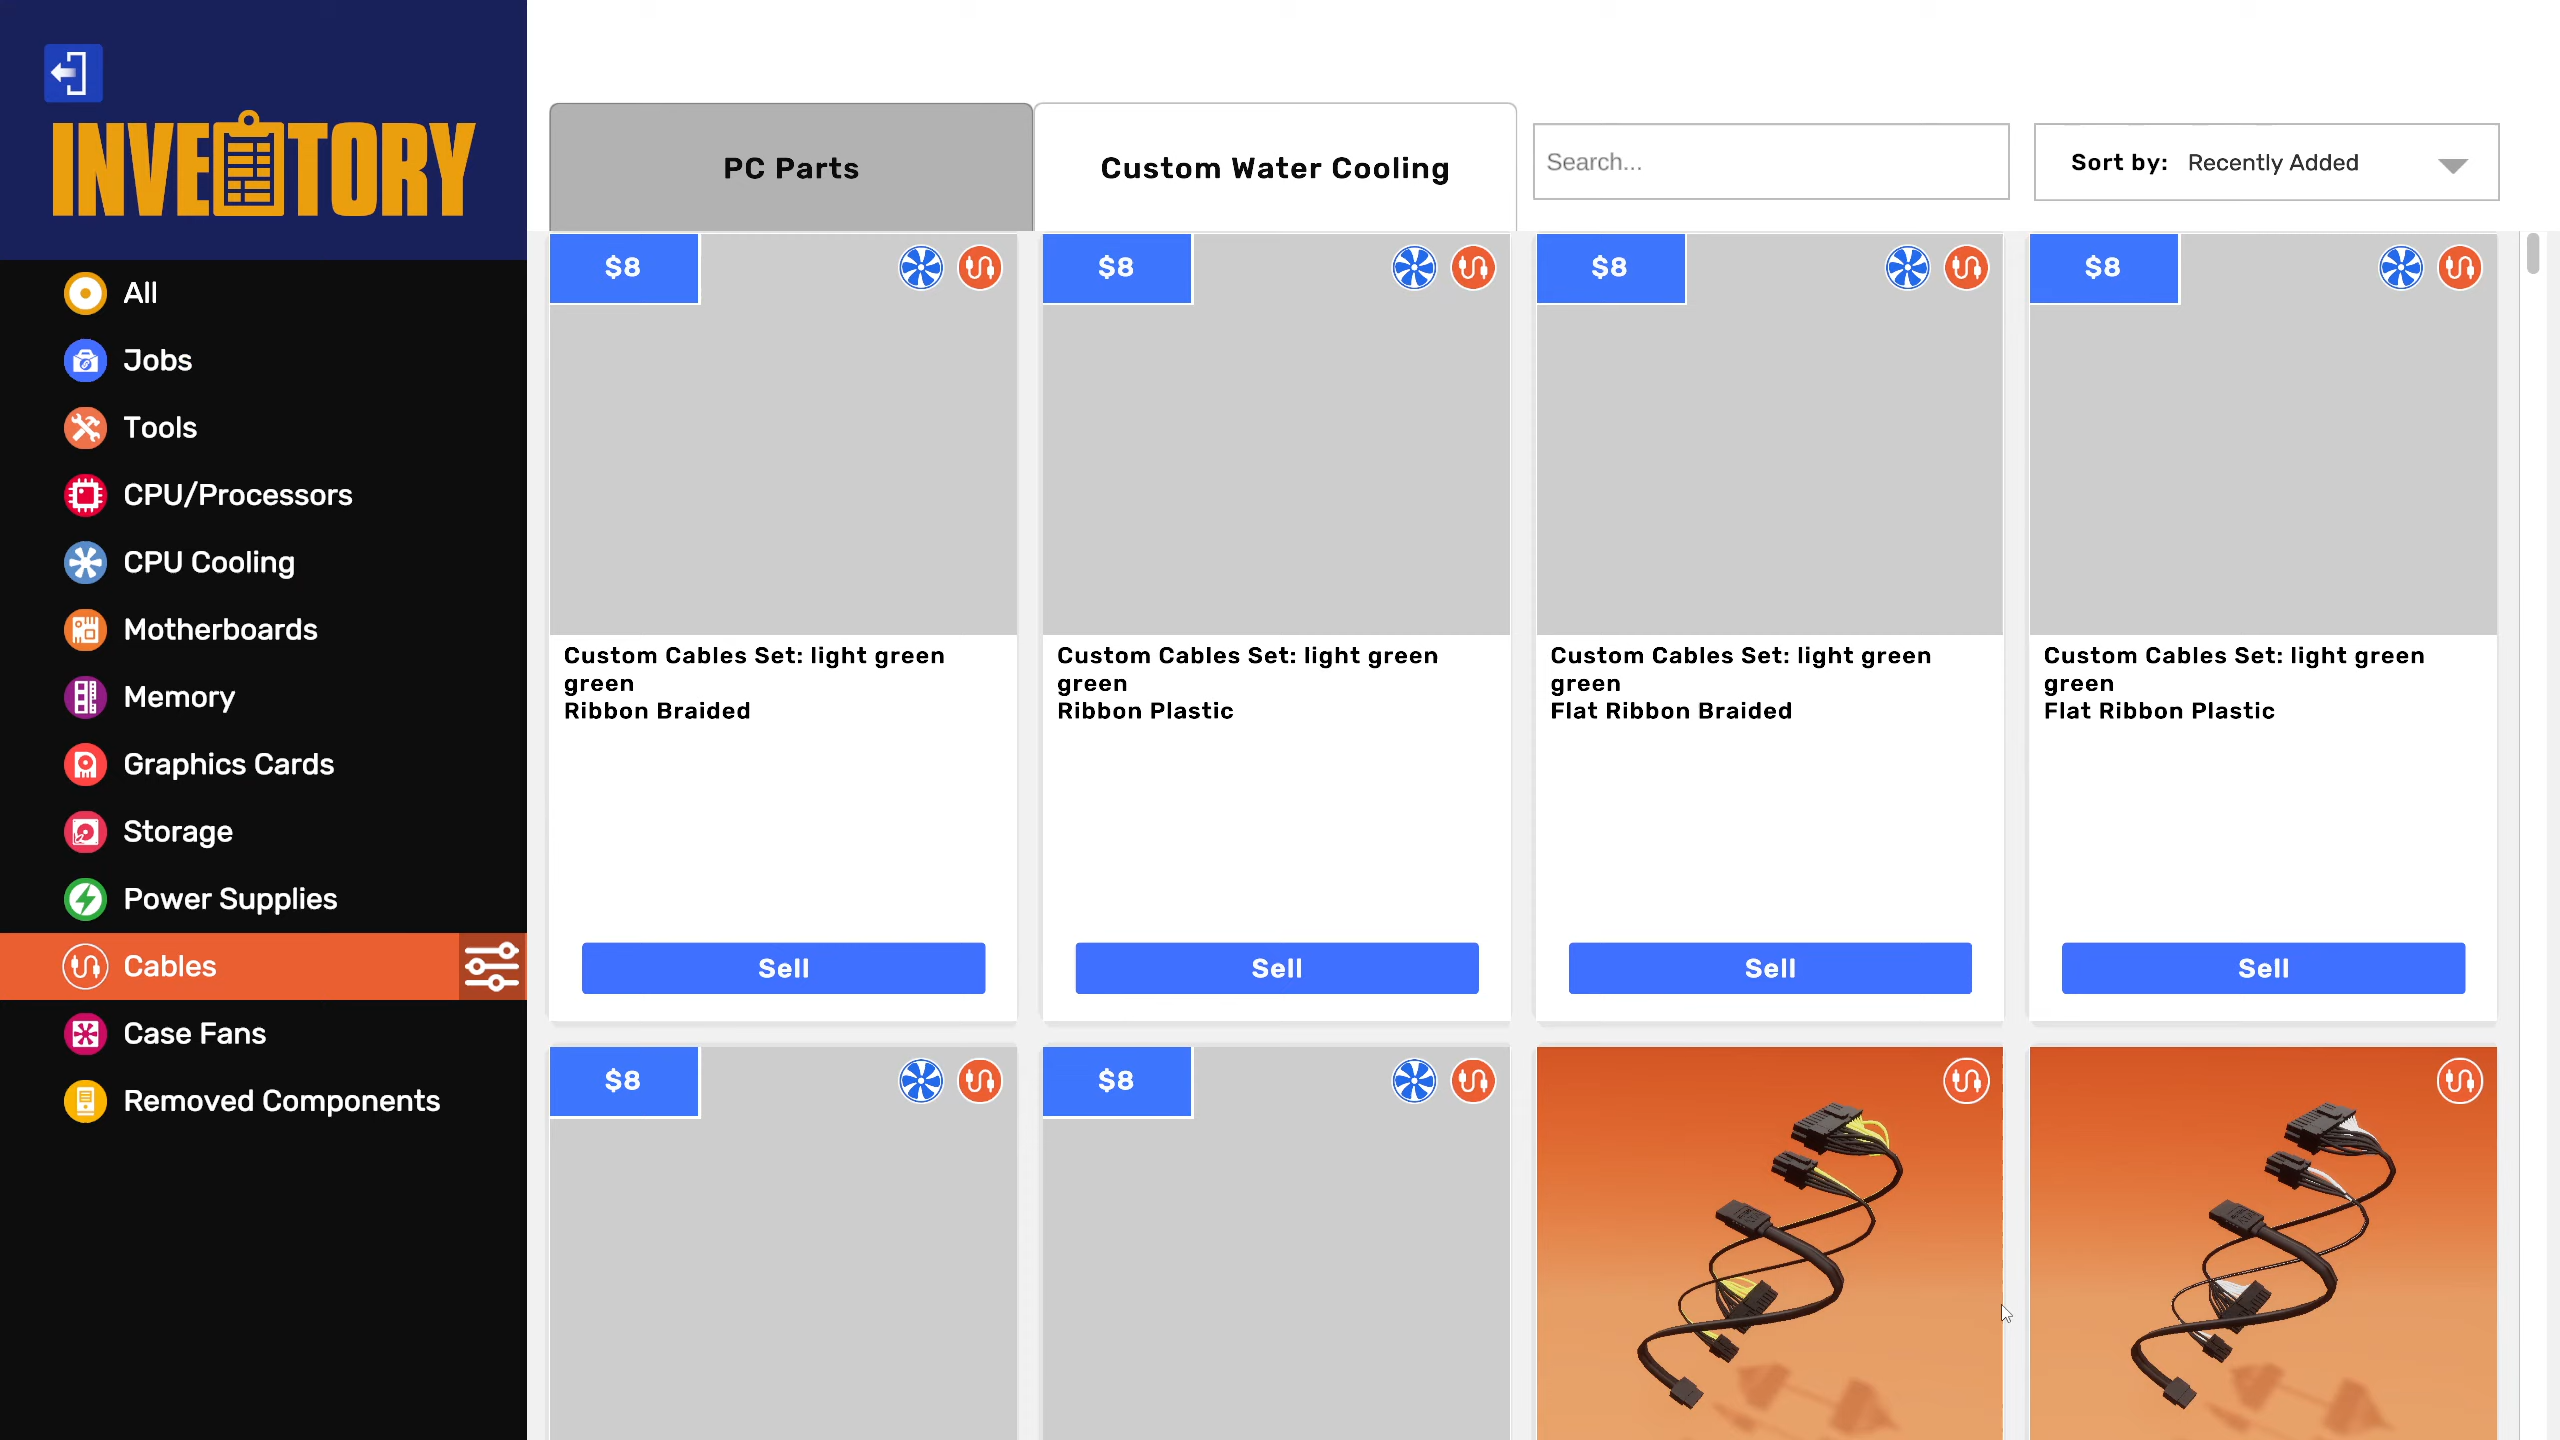 INVENTORY
PC Parts
Custom Water Cooling
Search...
Sort by: Recently Added
All
Jobs
Tools
CPU/Processors
CPU Cooling
Motherboards
Memory
Graphics Cards
Storage
Power Supplies
Cables
Case Fans
Removed Components
$8
$8
$8
$8
Custom Cables Set: light green
green
Ribbon Braided
Custom Cables Set: light green
green
Ribbon Plastic
Custom Cables Set: light green
green
Flat Ribbon Braided
Custom Cables Set: light green
green
Flat Ribbon Plastic
Sell
Sell
Sell
Sell
$8
$8